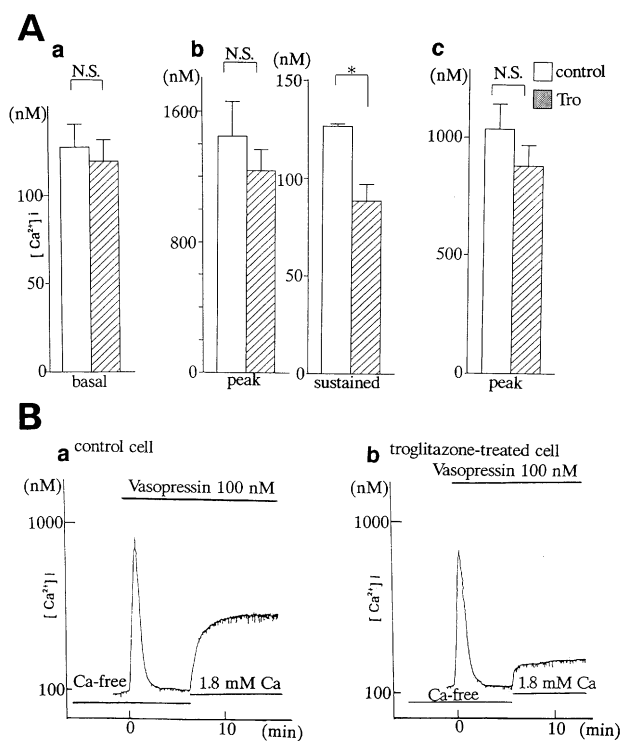 A
a
b
c
N.S.
(nM)
100
50
0
[ Ca²⁺] i
basal
N.S.
(nM)
1600
800
0
peak
(nM)
150
*
100
50
0
sustained
N.S.
(nM)
1000
500
0
peak
control
Tro
B
a control cell
(nM)
Vasopressin 100 nM
1000
[ Ca²⁺] i
Ca-free
1.8 mM Ca
100
0
10
(min)
b troglitazone-treated cell
Vasopressin 100 nM
(nM)
1000
[ Ca²⁺] i
100
Ca-free
1.8 mM Ca
0
10
(min)